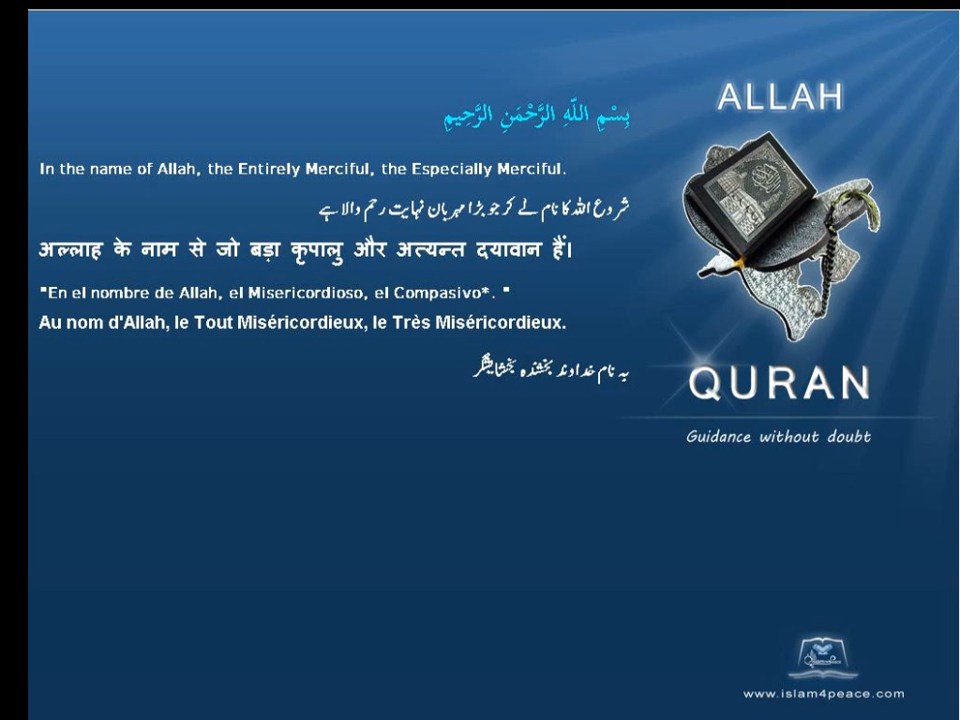 بِسْمِ اللّهِ الرَّحْمَنِ الرَّحِيمِ
In the name of Allah, the Entirely Merciful, the Especially Merciful.
شروع اللہ کا نام لے کر جو بڑا مہربان نہایت رحم والا ہے
अल्लाह के नाम से जो बड़ा कृपालु और अत्यन्त दयावान हैं।
"En el nombre de Allah, el Misericordioso, el Compasivo*. "
Au nom d'Allah, le Tout Miséricordieux, le Très Miséricordieux.
به نام خداوند بخشنده بخشایشگر
ALLAH
QURAN
Guidance without doubt
www.islam4peace.com